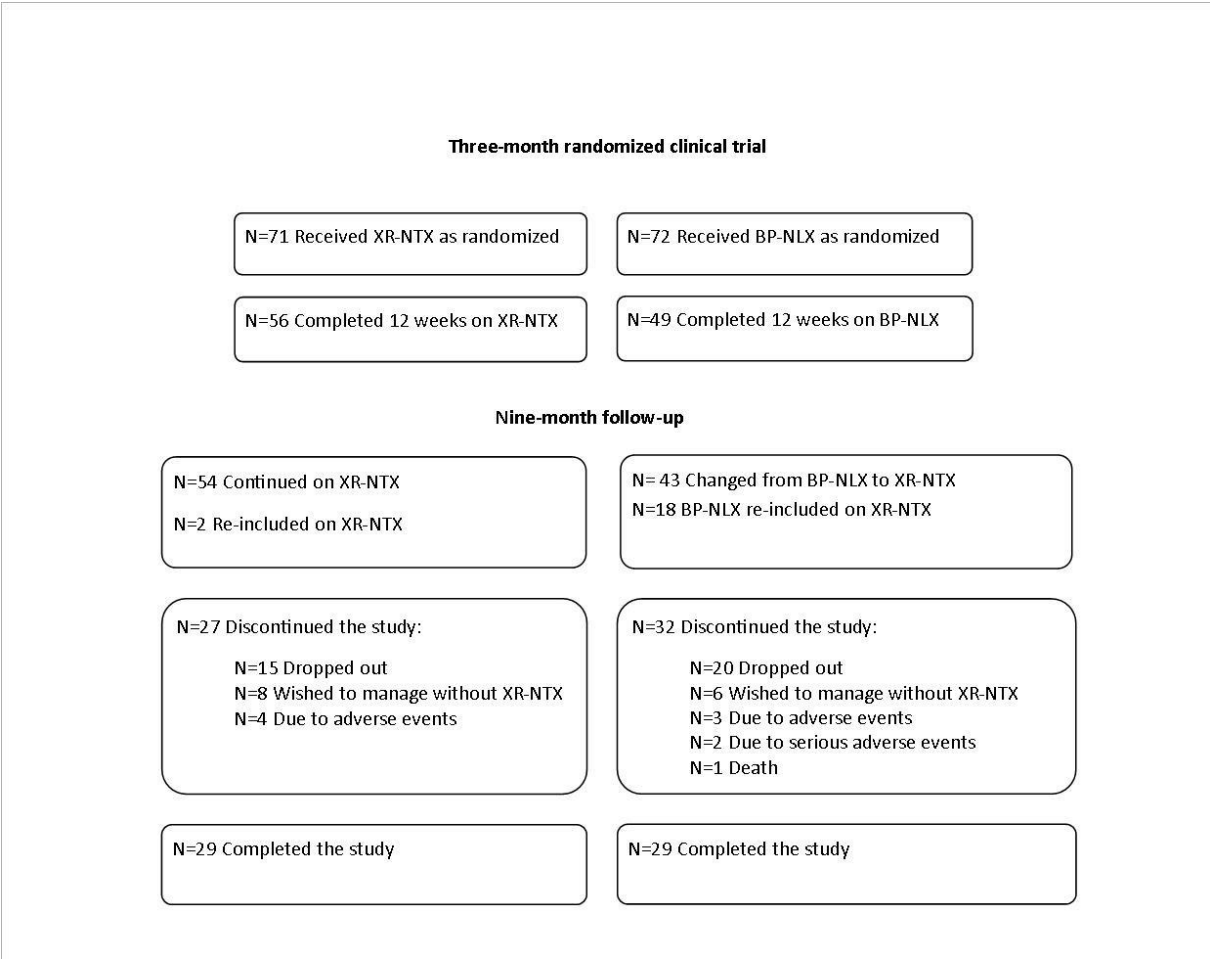 Three-month randomized clinical trial
N=71 Received XR-NTX as randomized
N=72 Received BP-NLX as randomized
N=56 Completed 12 weeks on XR-NTX
N=49 Completed 12 weeks on BP-NLX
Nine-month follow-up
N=54 Continued on XR-NTX
N=2 Re-included on XR-NTX
N= 43 Changed from BP-NLX to XR-NTX
N=18 BP-NLX re-included on XR-NTX
N=27 Discontinued the study:
N=15 Dropped out
N=8 Wished to manage without XR-NTX
N=4 Due to adverse events
N=32 Discontinued the study:
N=20 Dropped out
N=6 Wished to manage without XR-NTX
N=3 Due to adverse events
N=2 Due to serious adverse events
N=1 Death
N=29 Completed the study
N=29 Completed the study